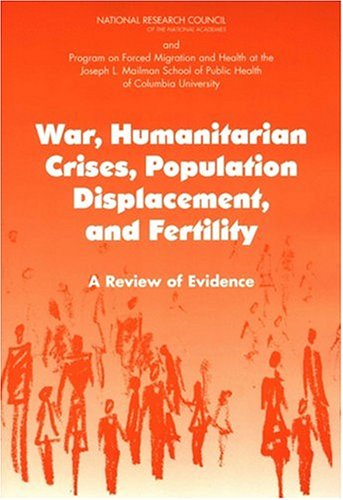 NATIONAL RESEARCH COUNCIL
OF THE NATIONAL ACADEMIES
and
Program on Forced Migration and Health at the
Joseph L. Mailman School of Public Health
of Columbia University
War, Humanitarian
Crises, Population
Displacement,
and Fertility
A Review of Evidence